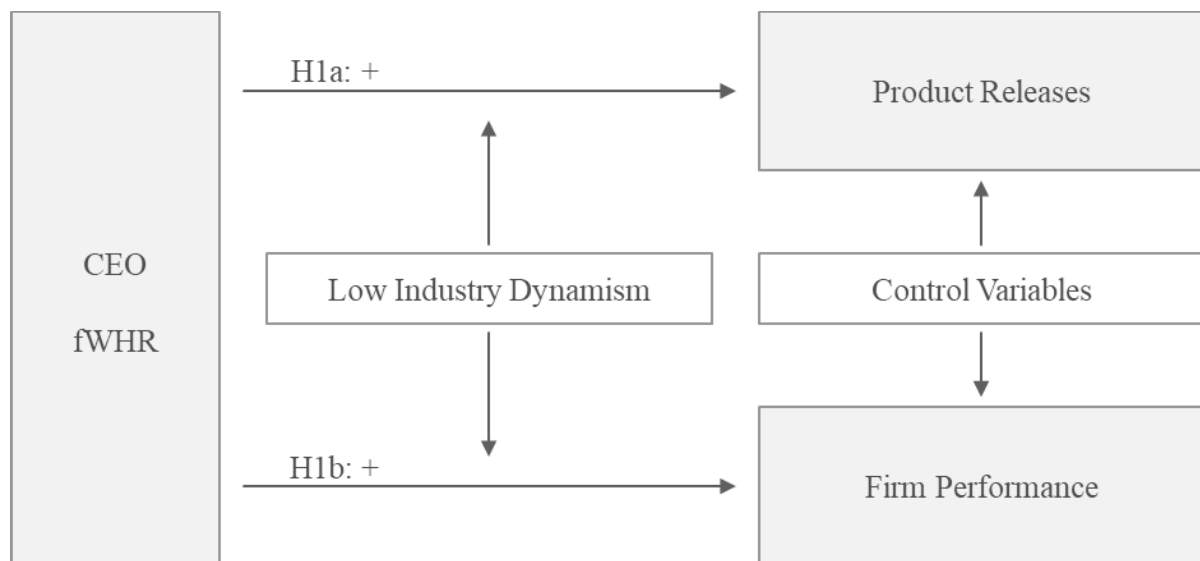 H1a: +
Product Releases
CEO
fWHR
Low Industry Dynamism
Control Variables
H1b: +
Firm Performance